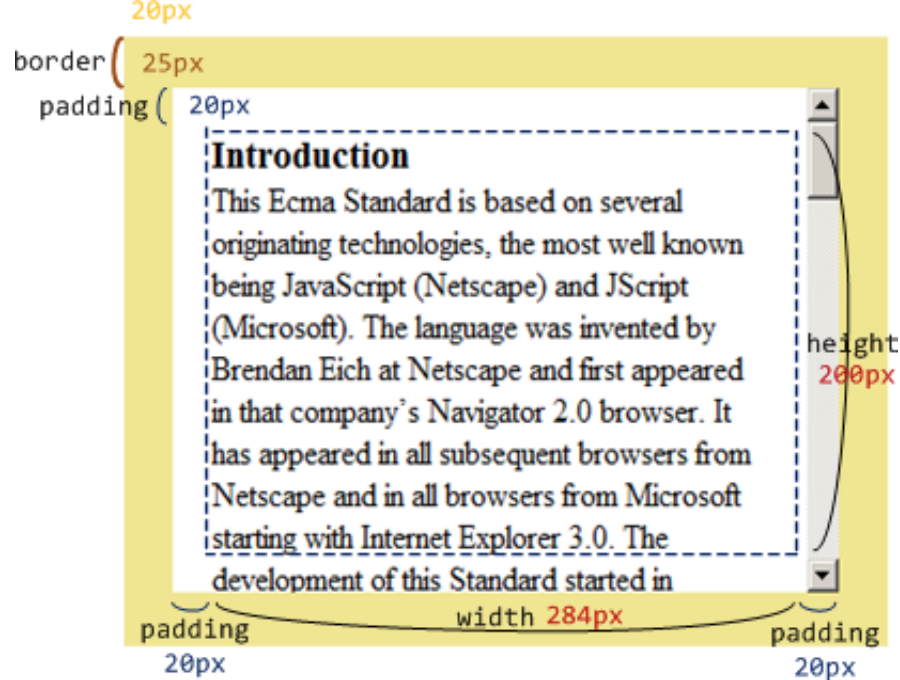 20px
border 25px
padding 20px
Introduction
This Ecma Standard is based on several
originating technologies, the most well known
being JavaScript (Netscape) and JScript
(Microsoft). The language was invented by
Brendan Eich at Netscape and first appeared
in that company’s Navigator 2.0 browser. It
has appeared in all subsequent browsers from
Netscape and in all browsers from Microsoft
starting with Internet Explorer 3.0. The
development of this Standard started in
height
200px
width 284px
padding
20px
padding
20px